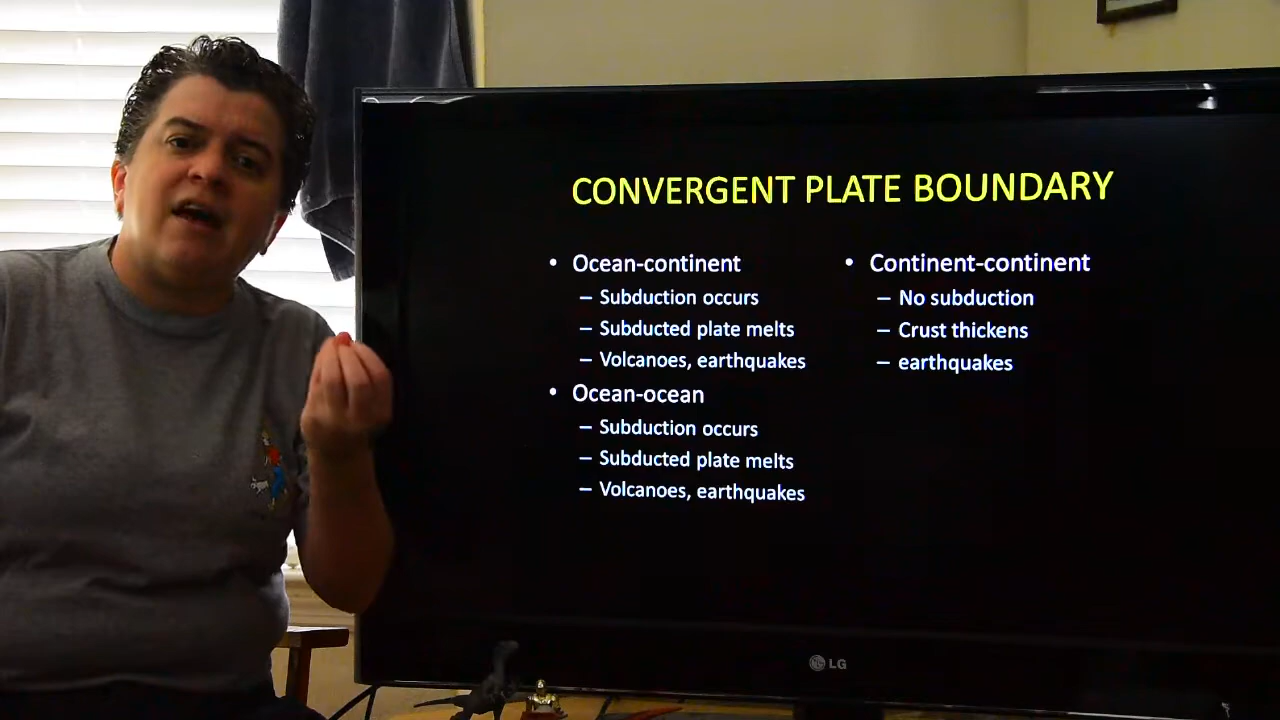 CONVERGENT PLATE BOUNDARY
• Ocean-continent
– Subduction occurs
– Subducted plate melts
– Volcanoes, earthquakes
• Ocean-ocean
– Subduction occurs
– Subducted plate melts
– Volcanoes, earthquakes
• Continent-continent
– No subduction
– Crust thickens
– earthquakes
LG